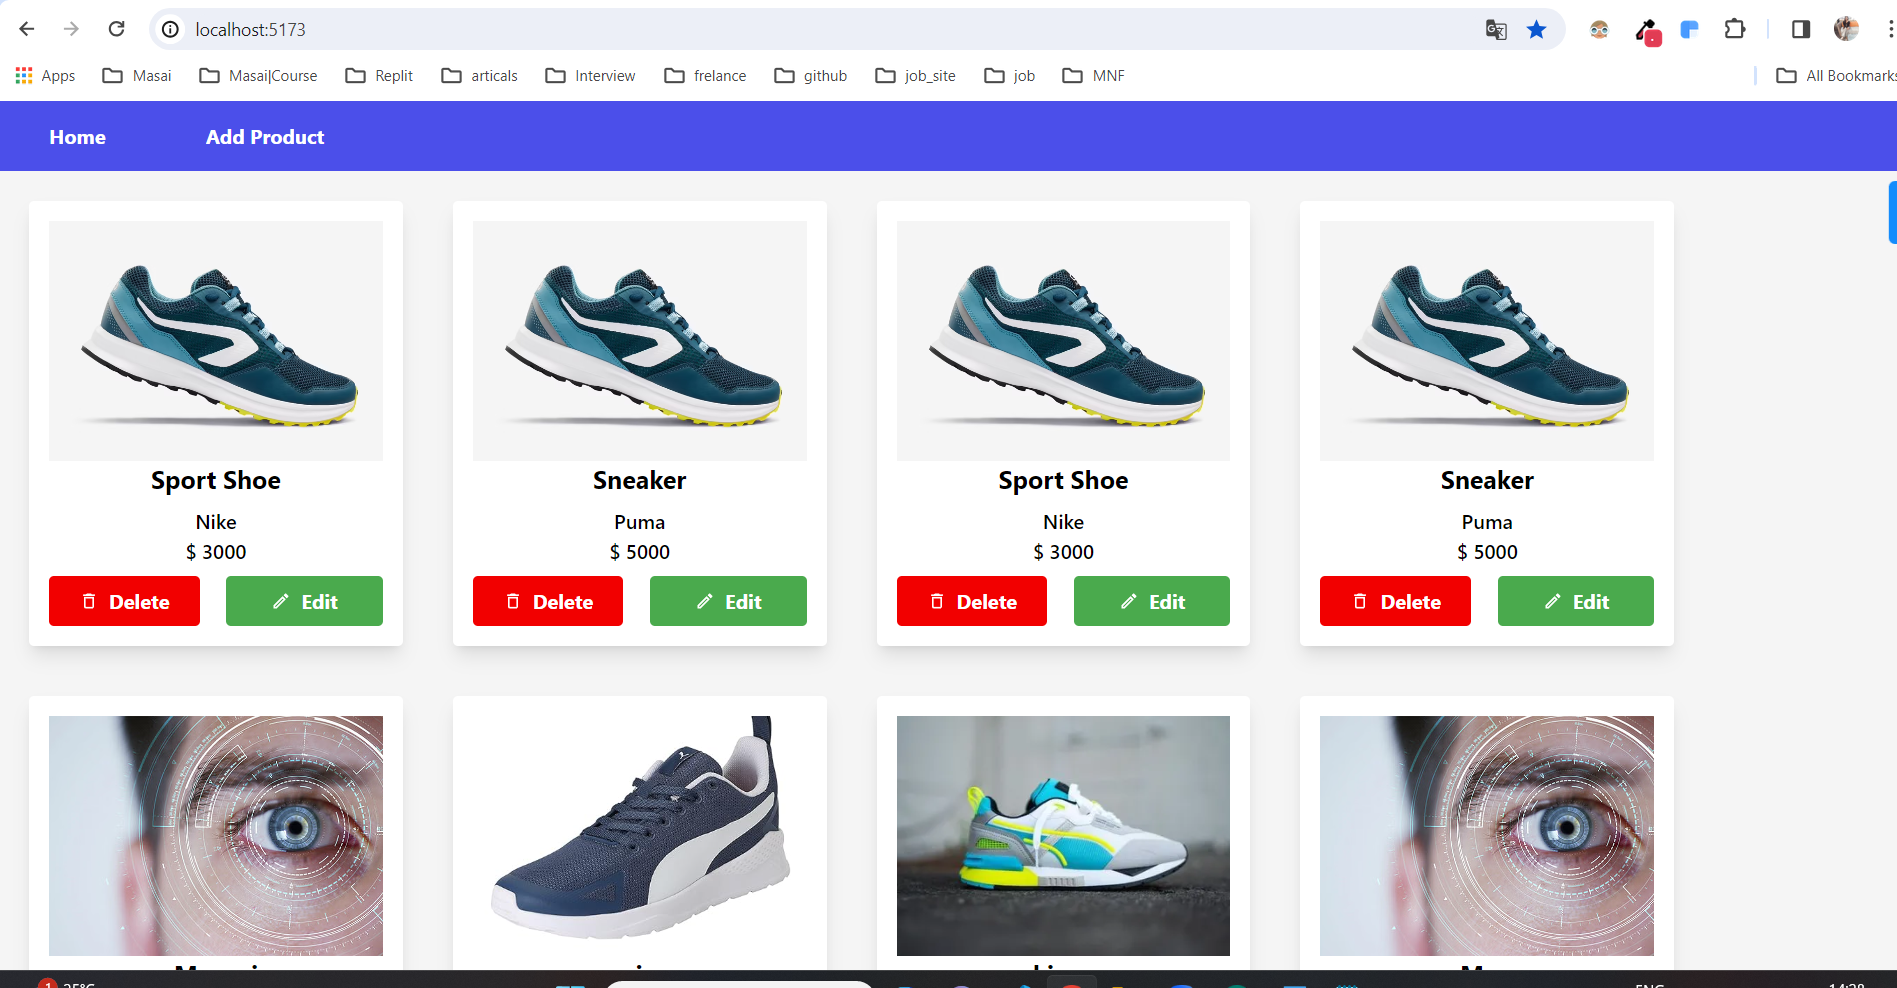 localhost:5173
Apps Masai Masai|Course Replit articals Interview frelance github job_site job MNF All Bookmarks
Home Add Product
Sport Shoe Sneaker Sport Shoe Sneaker
Nike Puma Nike Puma
$ 3000 $ 5000 $ 3000 $ 5000
Delete Edit Delete Edit Delete Edit Delete Edit